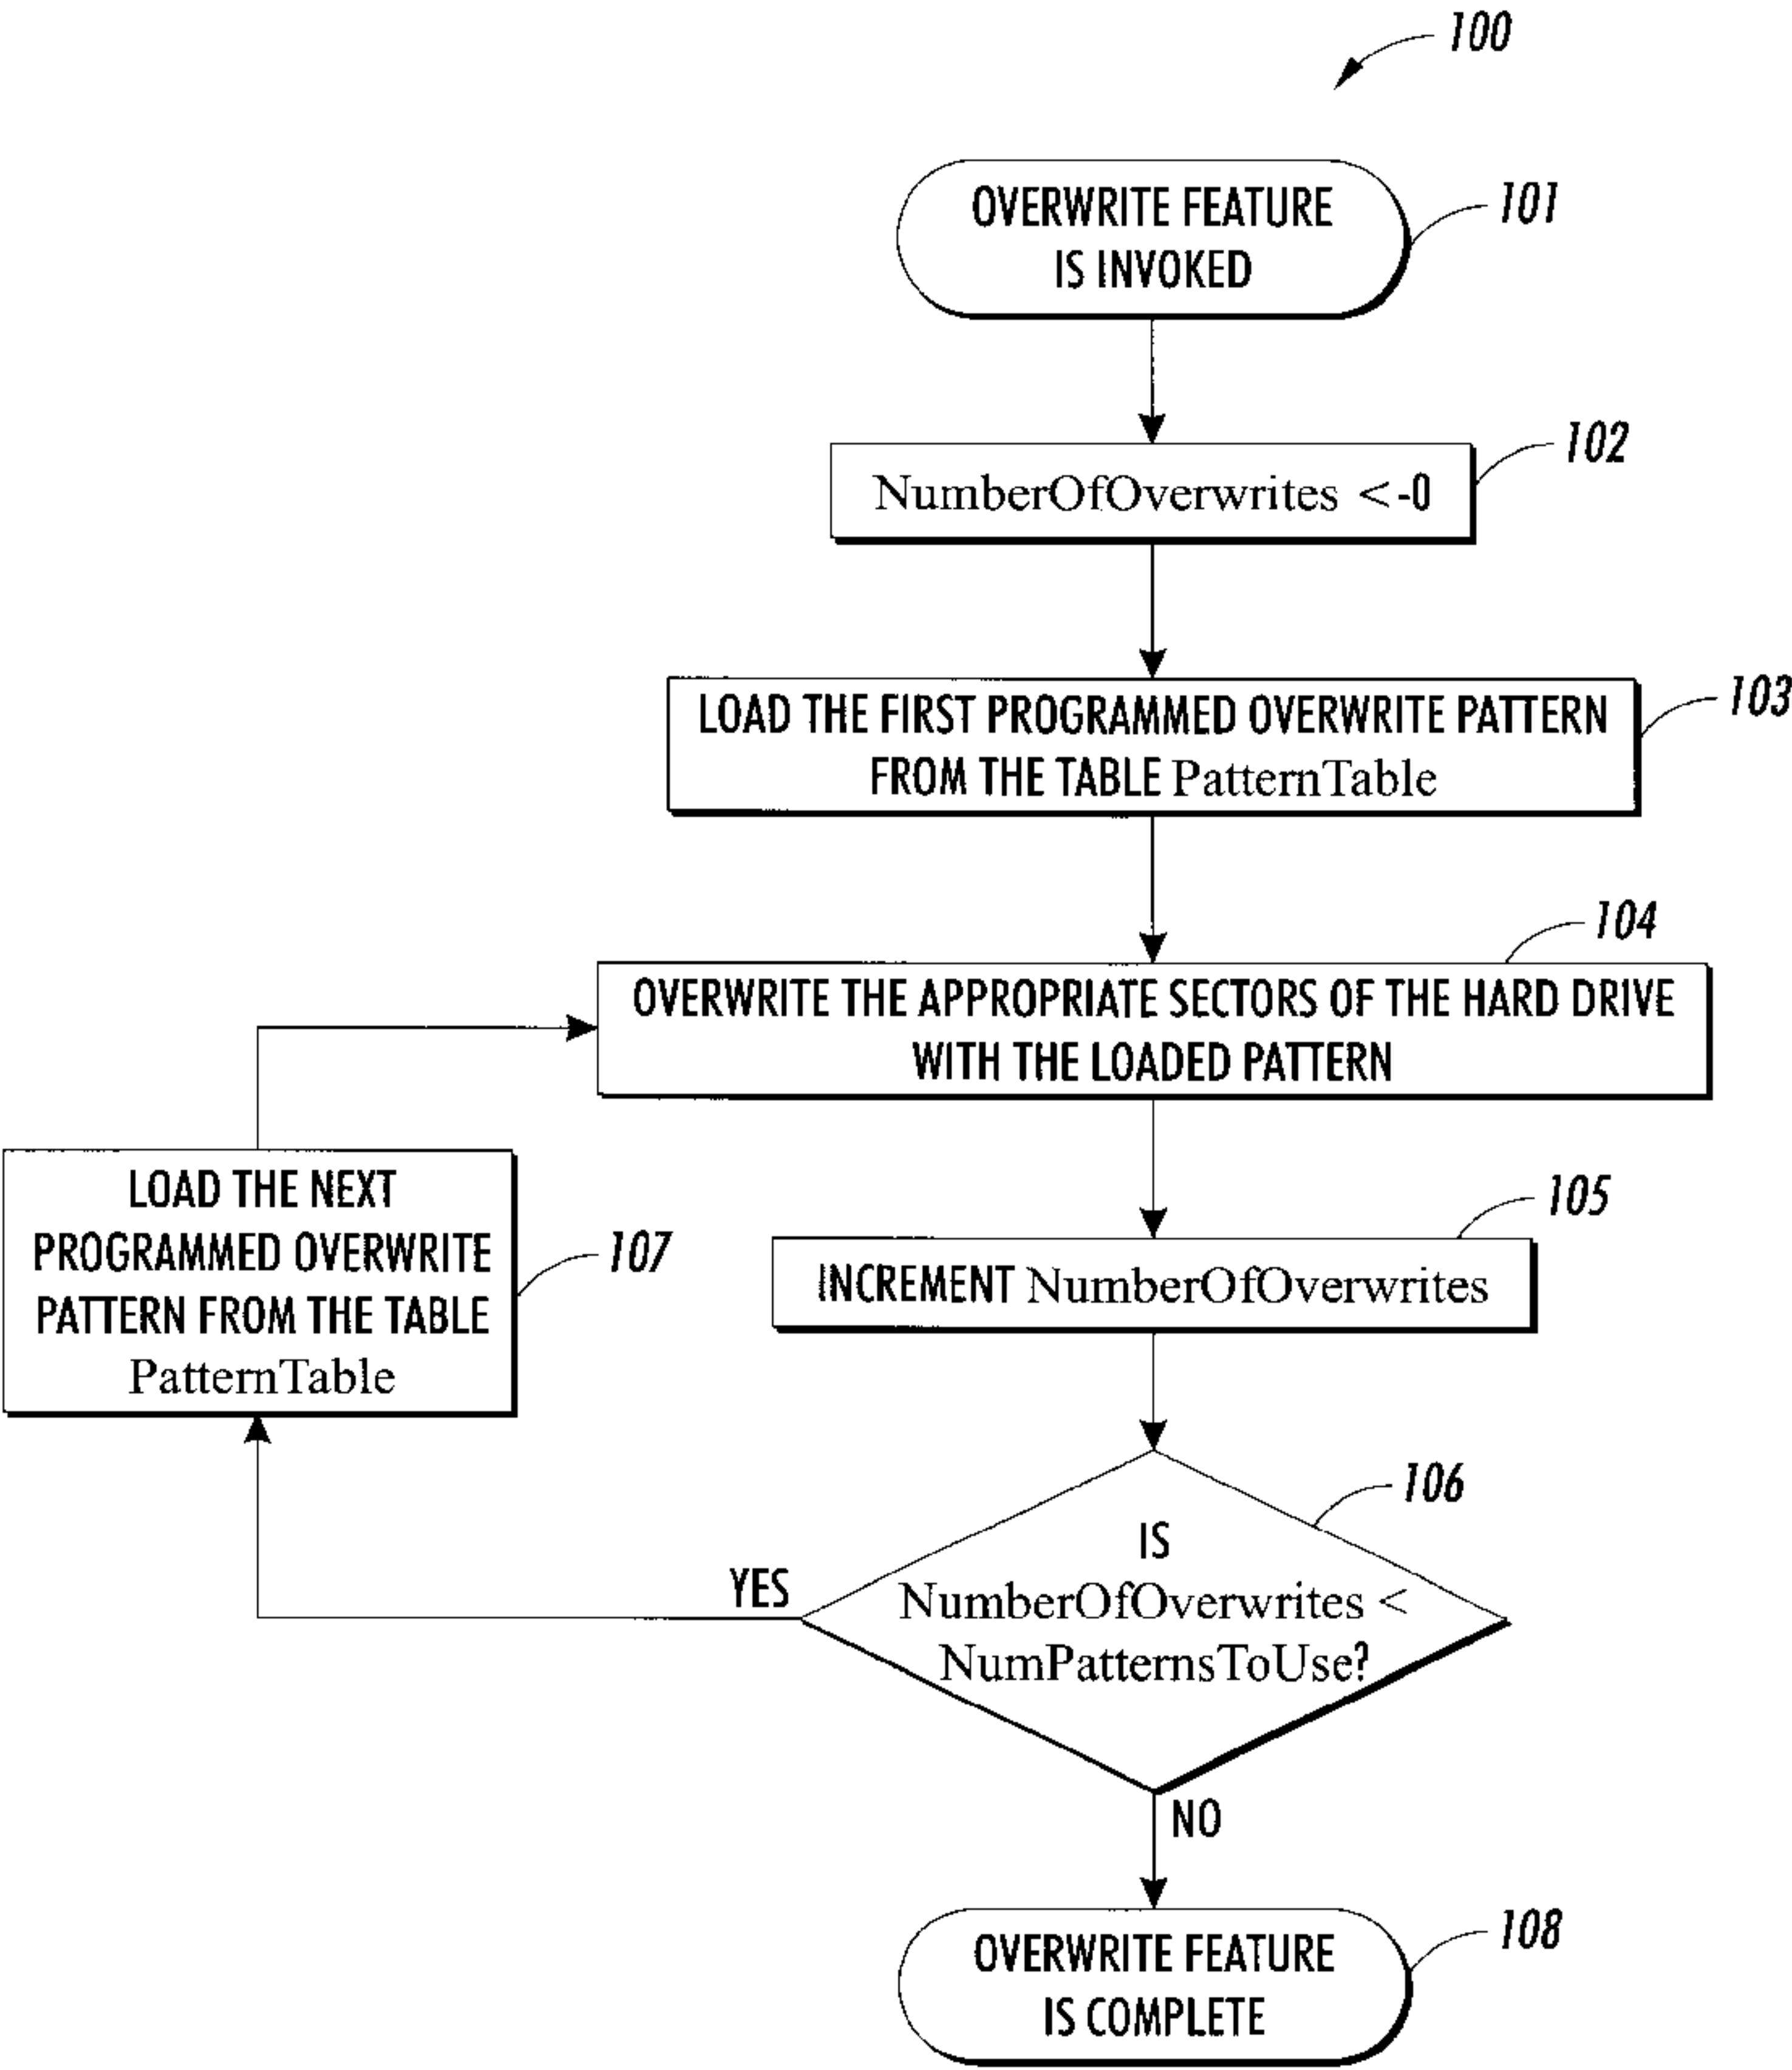 100
OVERWRITE FEATURE
IS INVOKED
101
NumberOfOverwrites <-0
102
LOAD THE FIRST PROGRAMMED OVERWRITE PATTERN
FROM THE TABLE PatternTable
103
OVERWRITE THE APPROPRIATE SECTORS OF THE HARD DRIVE
WITH THE LOADED PATTERN
104
INCREMENT NumberOfOverwrites
105
IS
NumberOfOverwrites <
NumPatternsToUse?
106
YES
LOAD THE NEXT
PROGRAMMED OVERWRITE
PATTERN FROM THE TABLE
PatternTable
107
NO
OVERWRITE FEATURE
IS COMPLETE
108